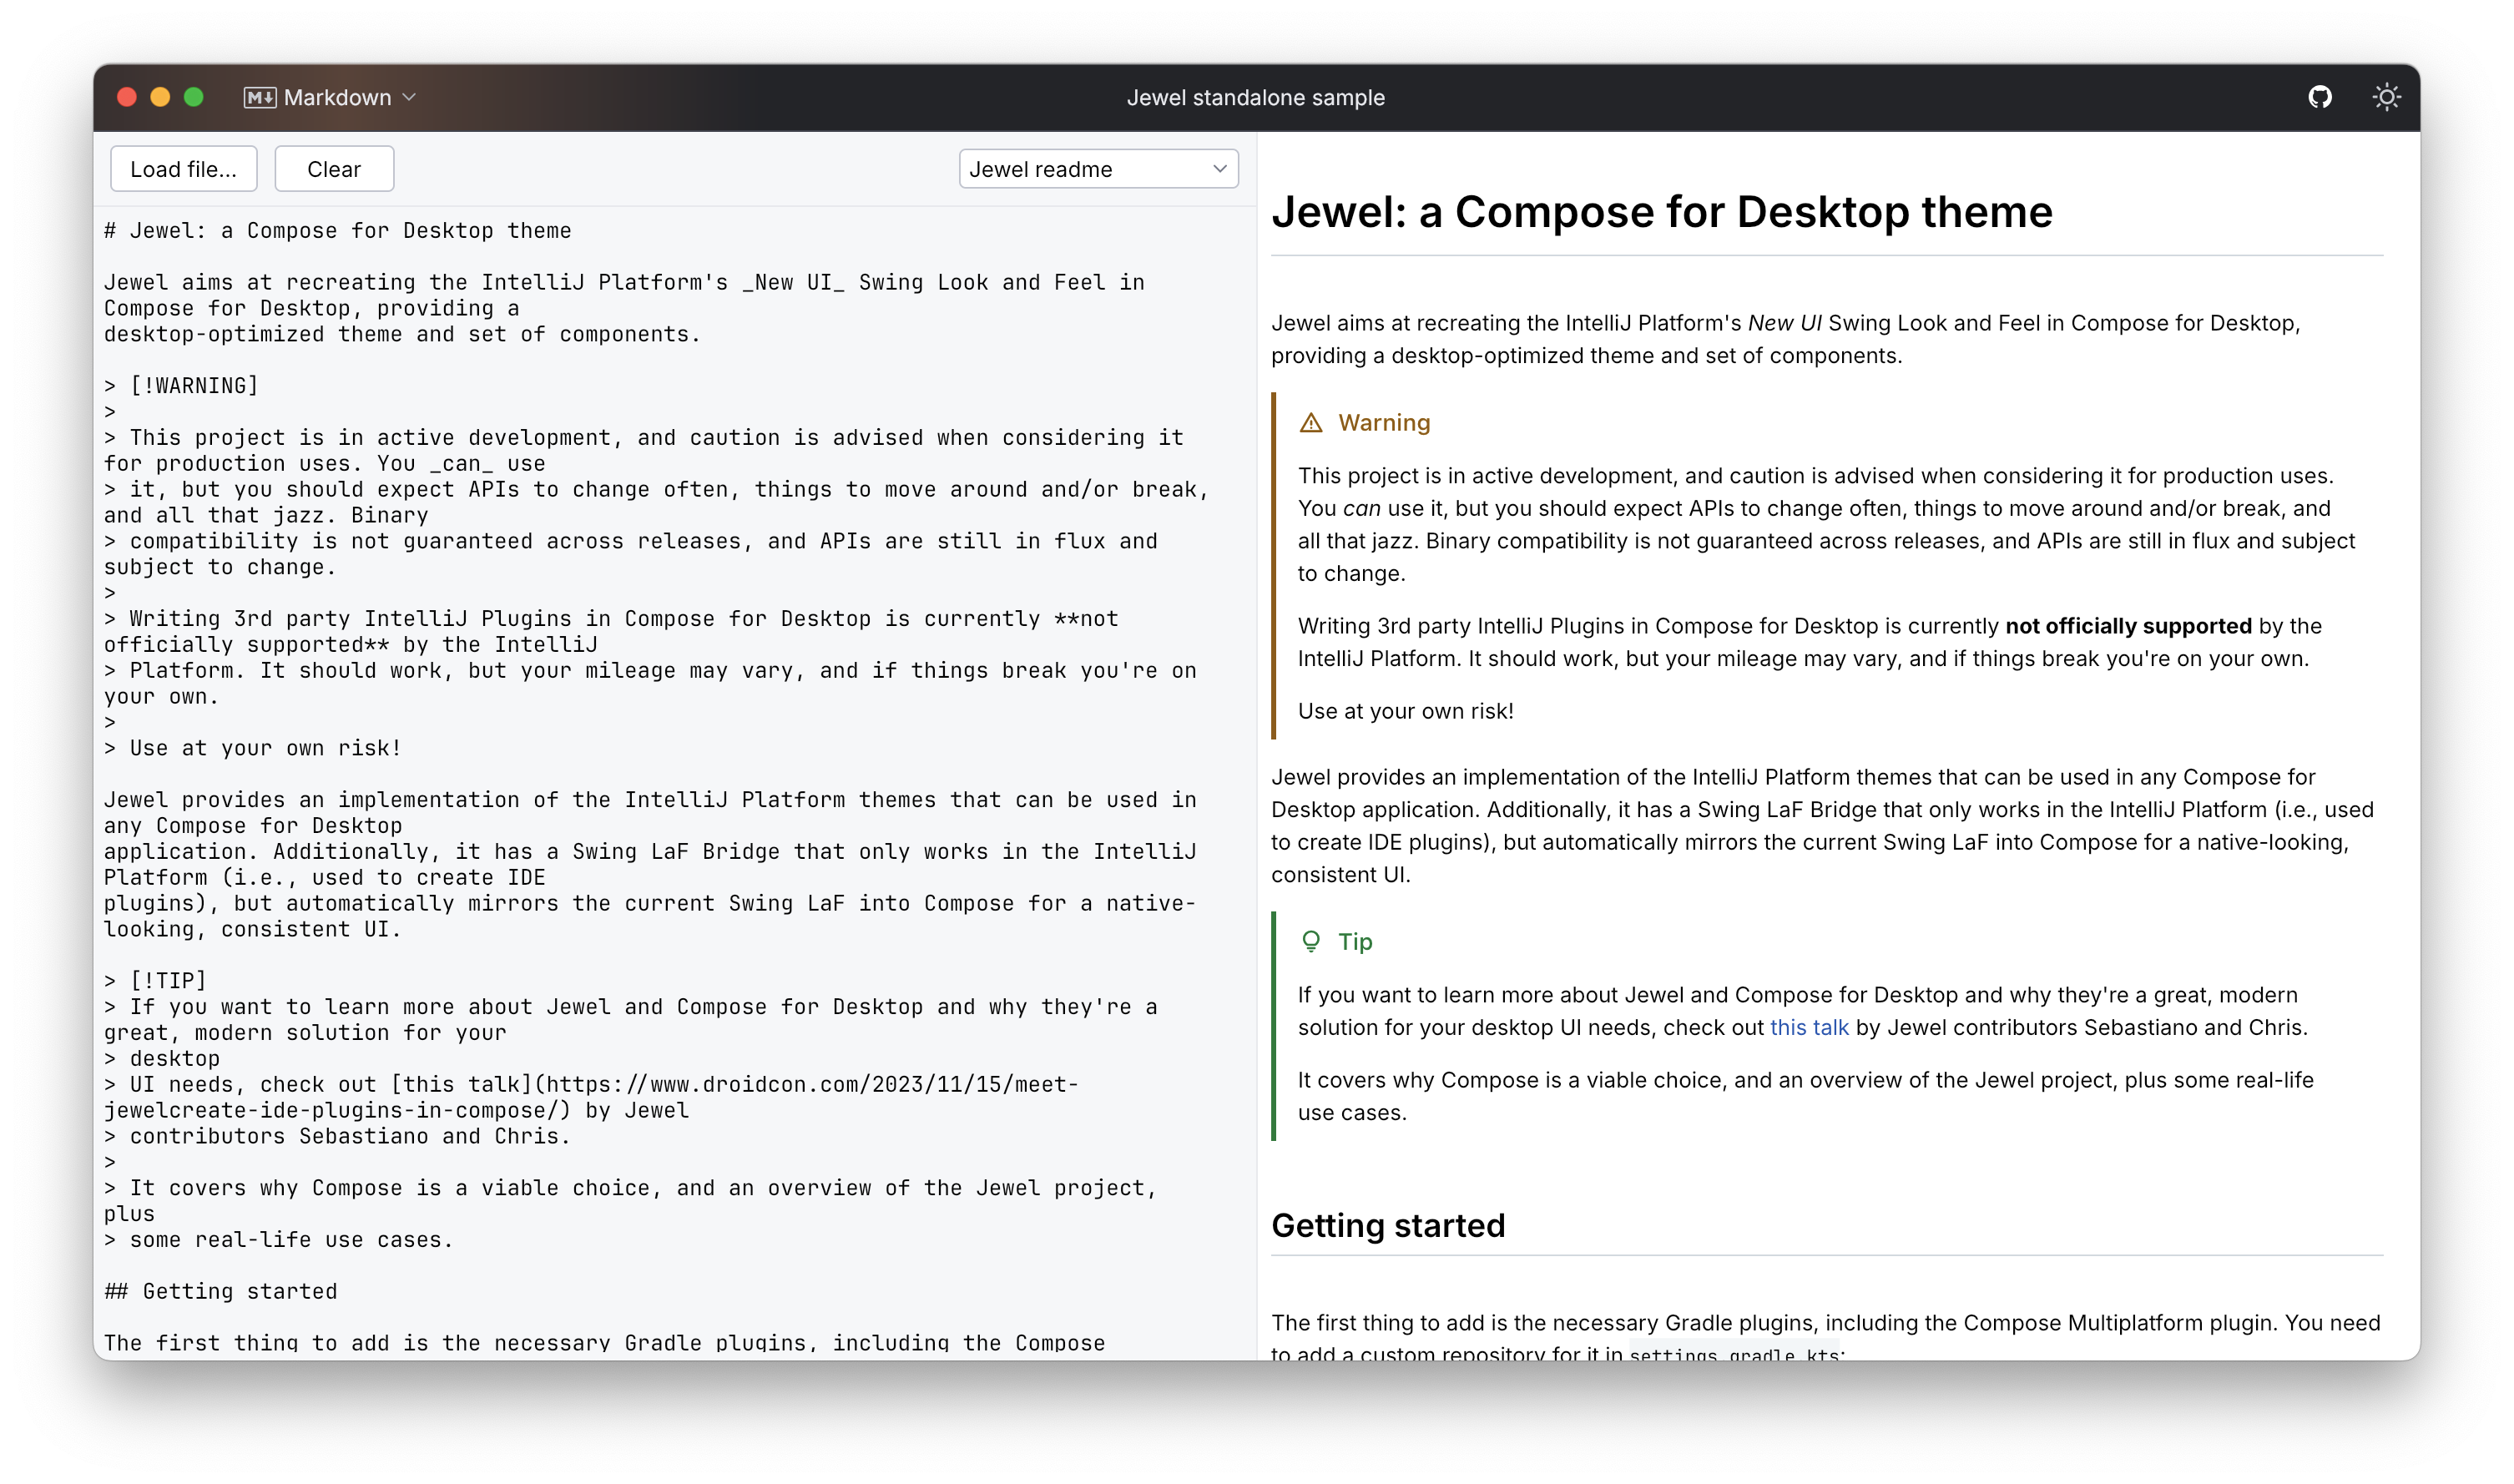 Markdown
Jewel standalone sample
Load file...
Clear
Jewel readme
# Jewel: a Compose for Desktop theme
Jewel aims at recreating the IntelliJ Platform's _New UI_ Swing Look and Feel in
Compose for Desktop, providing a
desktop-optimized theme and set of components.
> [!WARNING]
>
> This project is in active development, and caution is advised when considering it
for production uses. You _can_ use
> it, but you should expect APIs to change often, things to move around and/or break,
and all that jazz. Binary
> compatibility is not guaranteed across releases, and APIs are still in flux and
subject to change.
>
> Writing 3rd party IntelliJ Plugins in Compose for Desktop is currently **not
officially supported** by the IntelliJ
> Platform. It should work, but your mileage may vary, and if things break you're on
your own.
>
> Use at your own risk!
Jewel provides an implementation of the IntelliJ Platform themes that can be used in
any Compose for Desktop
application. Additionally, it has a Swing LaF Bridge that only works in the IntelliJ
Platform (i.e., used to create IDE
plugins), but automatically mirrors the current Swing LaF into Compose for a native-
looking, consistent UI.
> [!TIP]
> If you want to learn more about Jewel and Compose for Desktop and why they're a
great, modern solution for your
> desktop
> UI needs, check out [this talk](https://www.droidcon.com/2023/11/15/meet-
jewelcreate-ide-plugins-in-compose/) by Jewel
> contributors Sebastiano and Chris.
>
> It covers why Compose is a viable choice, and an overview of the Jewel project,
plus
> some real-life use cases.
## Getting started
The first thing to add is the necessary Gradle plugins, including the Compose
Jewel: a Compose for Desktop theme
Jewel aims at recreating the IntelliJ Platform's New UI Swing Look and Feel in Compose for Desktop,
providing a desktop-optimized theme and set of components.
Warning
This project is in active development, and caution is advised when considering it for production uses.
You can use it, but you should expect APIs to change often, things to move around and/or break, and
all that jazz. Binary compatibility is not guaranteed across releases, and APIs are still in flux and subject
to change.
Writing 3rd party IntelliJ Plugins in Compose for Desktop is currently not officially supported by the
IntelliJ Platform. It should work, but your mileage may vary, and if things break you're on your own.
Use at your own risk!
Jewel provides an implementation of the IntelliJ Platform themes that can be used in any Compose for
Desktop application. Additionally, it has a Swing LaF Bridge that only works in the IntelliJ Platform (i.e., used
to create IDE plugins), but automatically mirrors the current Swing LaF into Compose for a native-looking,
consistent UI.
Tip
If you want to learn more about Jewel and Compose for Desktop and why they're a great, modern
solution for your desktop UI needs, check out this talk by Jewel contributors Sebastiano and Chris.
It covers why Compose is a viable choice, and an overview of the Jewel project, plus some real-life
use cases.
Getting started
The first thing to add is the necessary Gradle plugins, including the Compose Multiplatform plugin. You need
to add a custom repository for it in settings.gradle.kts: